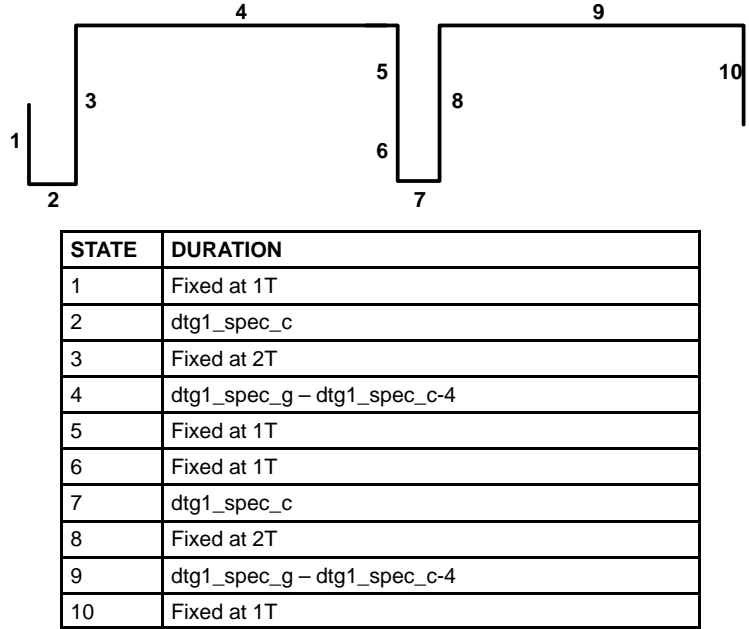 4
9
5
10
3
8
1
6
2
7
STATE DURATION
1 Fixed at 1T
2 dtg1_spec_c
3 Fixed at 2T
4 dtg1_spec_g – dtg1_spec_c-4
5 Fixed at 1T
6 Fixed at 1T
7 dtg1_spec_c
8 Fixed at 2T
9 dtg1_spec_g – dtg1_spec_c-4
10 Fixed at 1T